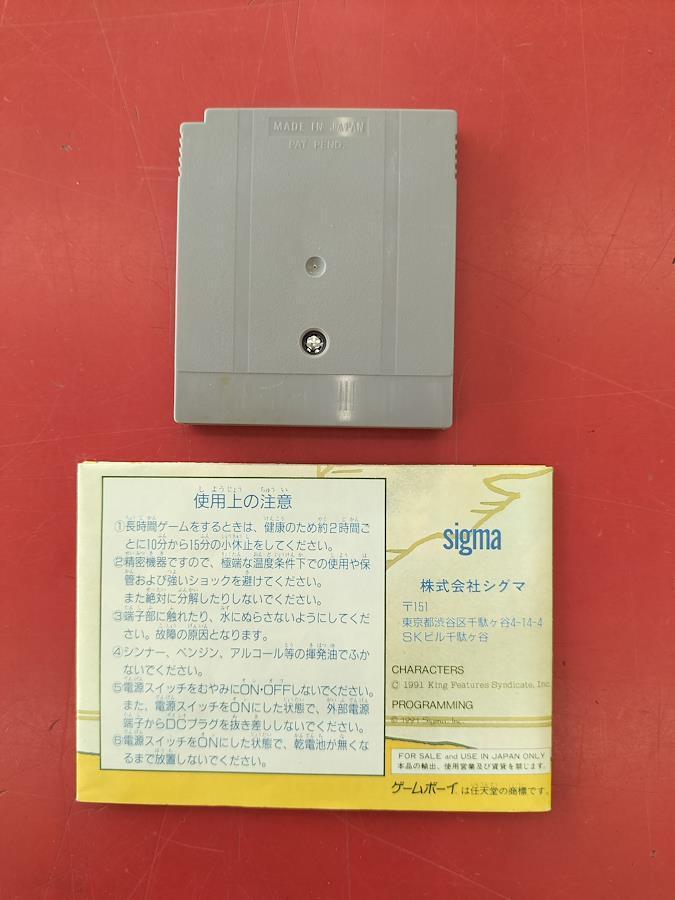 MADE IN JAPAN
PAT. PEND.
使用上の注意
①長時間ゲームをするときは、健康のため約2時間ご
とに10分から15分の小休止をしてください。
②精密機器ですので、極端な温度条件下での使用や保
管および強いショックを避けてください。
また絶対に分解したりしないでください。
③端子部に触れたり、水にぬらさないようにしてくだ
さい。故障の原因となります。
④シンナー、ベンジン、アルコール等の揮発油でふか
ないでください。
⑤電源スイッチをむやみにON・OFFしないでください。
また、電源スイッチをONにした状態で、外部電源
端子からDCプラグを抜き差ししないでください。
⑥電源スイッチをONにした状態で、乾電池が無くな
るまで放置しないでください。
sigma
株式会社シグマ
〒151
東京都渋谷区千駄ヶ谷4-14-4
SKビル千駄ヶ谷
CHARACTERS
© 1991 King Features Syndicate, Inc.
PROGRAMMING
© 1991 Sigma, Inc.
FOR SALE and USE IN JAPAN ONLY
本品の輸出、使用営業及び賃貸を禁じます。
ゲームボーイは任天堂の商標です。